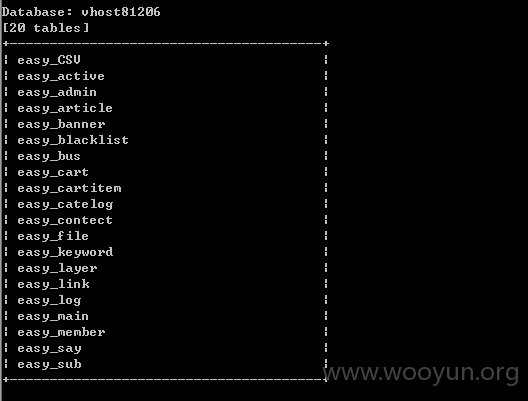 Database: vhost81206
[20 tables]
+---------------------------------------+
| easy_CSV |
| easy_active |
| easy_admin |
| easy_article |
| easy_banner |
| easy_blacklist |
| easy_bus |
| easy_cart |
| easy_cartitem |
| easy_catelog |
| easy_contect |
| easy_file |
| easy_keyword |
| easy_layer |
| easy_link |
| easy_log |
| easy_main |
| easy_member |
| easy_say |
| easy_sub |
+---------------------------------------+
www.wooyun.org